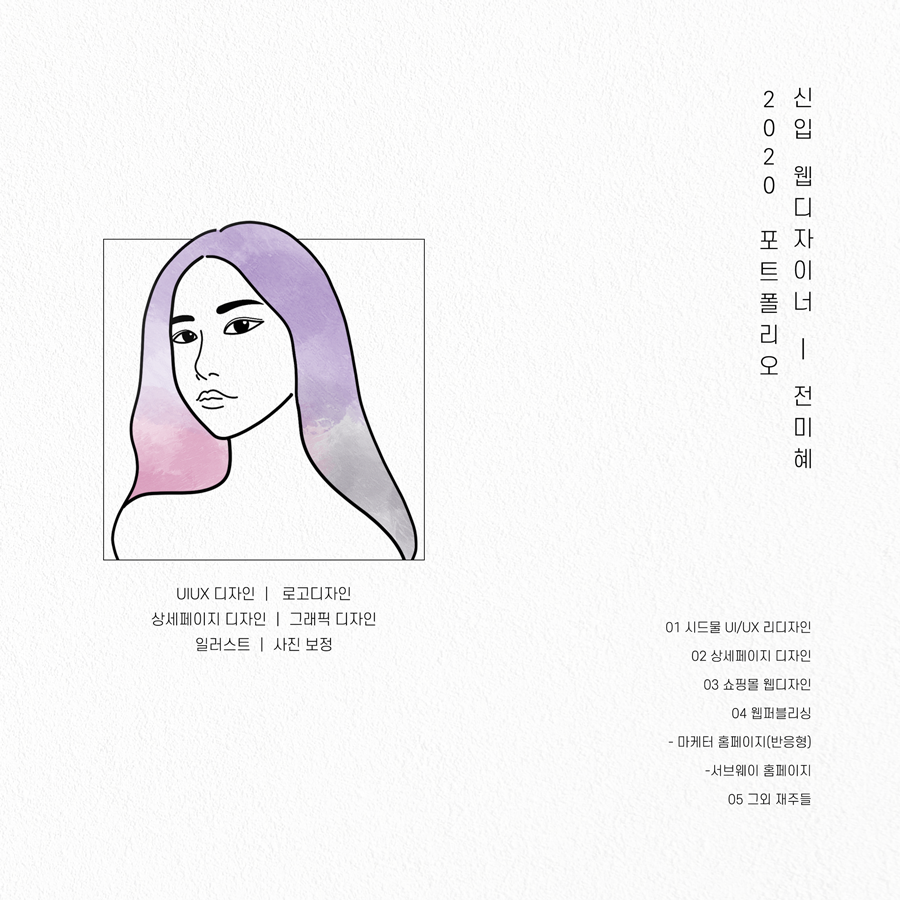 신입 웹디자이너 | 전미혜
2020 포트폴리오
UIUX 디자인 | 로고디자인
상세페이지 디자인 | 그래픽 디자인
일러스트 | 사진 보정
01 시드물 UI/UX 리디자인
02 상세페이지 디자인
03 쇼핑몰 웹디자인
04 웹퍼블리싱
- 마케터 홈페이지(반응형)
-서브웨이 홈페이지
05 그외 재주들